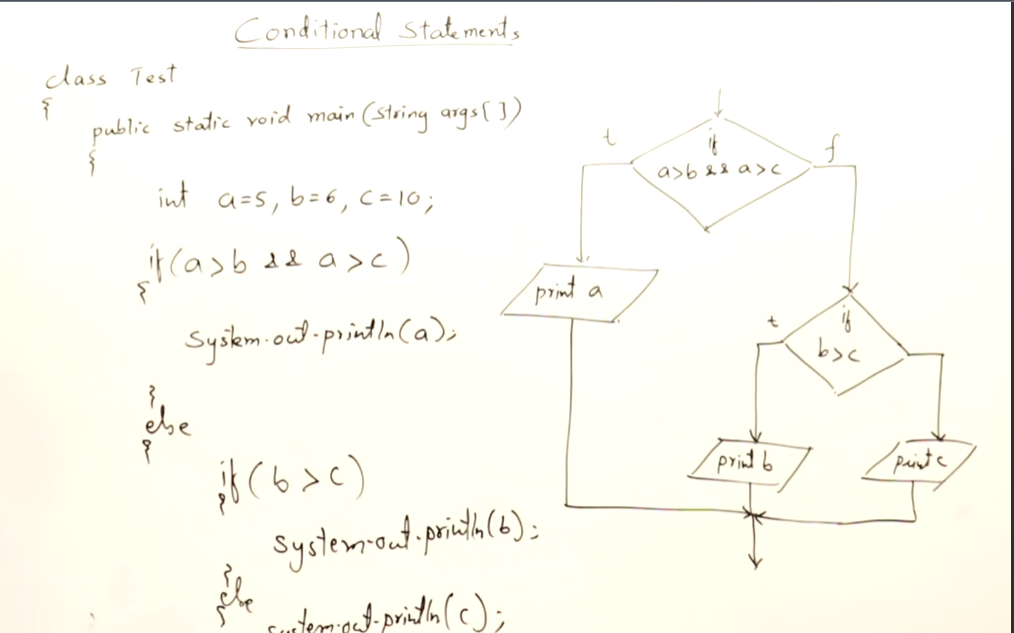 Conditional Statements
class Test
{
public static void main (String args[])
{
int a=5, b=6, c=10;
if(a>b && a>c)
{
System.out.println(a);
}
else
{
if(b>c)
{
System.out.println(b);
}
else
{
System.out.println(c);
t
if
a>b && a>c
f
print a
t
if
b>c
print b
print c